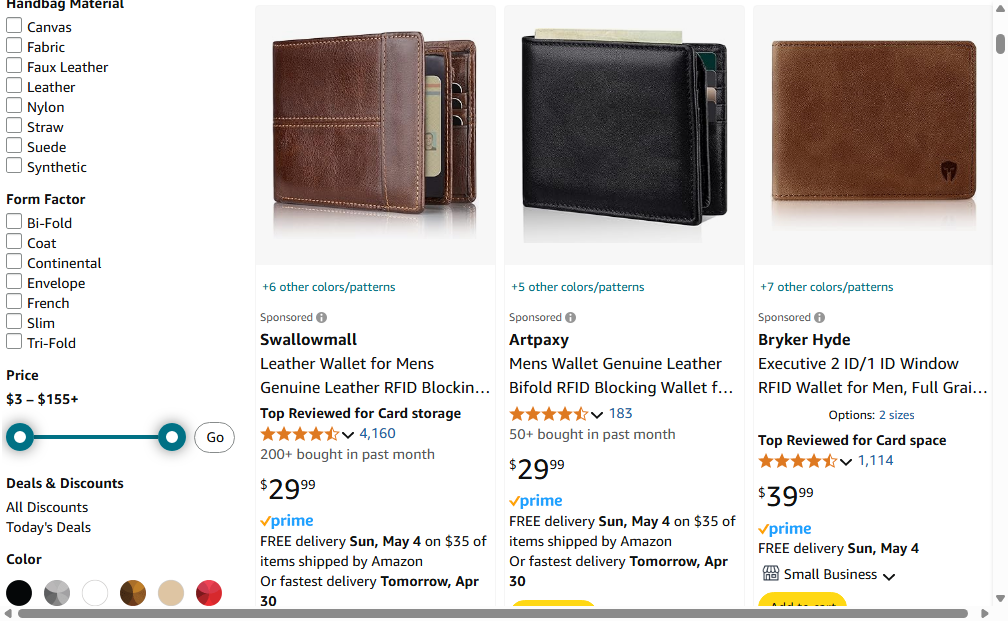 Handbag Material
Canvas
Fabric
Faux Leather
Leather
Nylon
Straw
Suede
Synthetic
Form Factor
Bi-Fold
Coat
Continental
Envelope
French
Slim
Tri-Fold
Price
$3 – $155+
Go
Deals & Discounts
All Discounts
Today's Deals
Color
+6 other colors/patterns
Sponsored
Swallowmall
Leather Wallet for Mens
Genuine Leather RFID Blockin…
Top Reviewed for Card storage
4,160
200+ bought in past month
$29.99
prime
FREE delivery Sun, May 4 on $35 of
items shipped by Amazon
Or fastest delivery Tomorrow, Apr
30
+5 other colors/patterns
Sponsored
Artpaxy
Mens Wallet Genuine Leather
Bifold RFID Blocking Wallet f…
183
50+ bought in past month
$29.99
prime
FREE delivery Sun, May 4 on $35 of
items shipped by Amazon
Or fastest delivery Tomorrow, Apr
30
+7 other colors/patterns
Sponsored
Bryker Hyde
Executive 2 ID/1 ID Window
RFID Wallet for Men, Full Grai…
Options: 2 sizes
Top Reviewed for Card space
1,114
$39.99
prime
FREE delivery Sun, May 4
Small Business
Add to cart